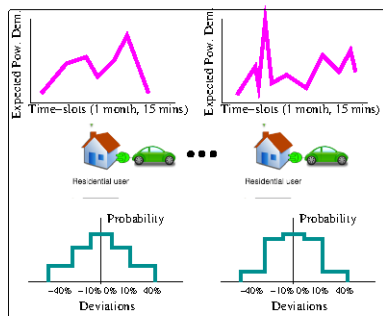 Expected Pow. Dem.
Time-slots (1 month, 15 mins)
Expected Pow. Dem.
Time-slots (1 month, 15 mins)
Residential user
Residential user
Probability
-40% -10% 0% 10% 40%
Deviations
Probability
-40% -10% 0% 10% 40%
Deviations